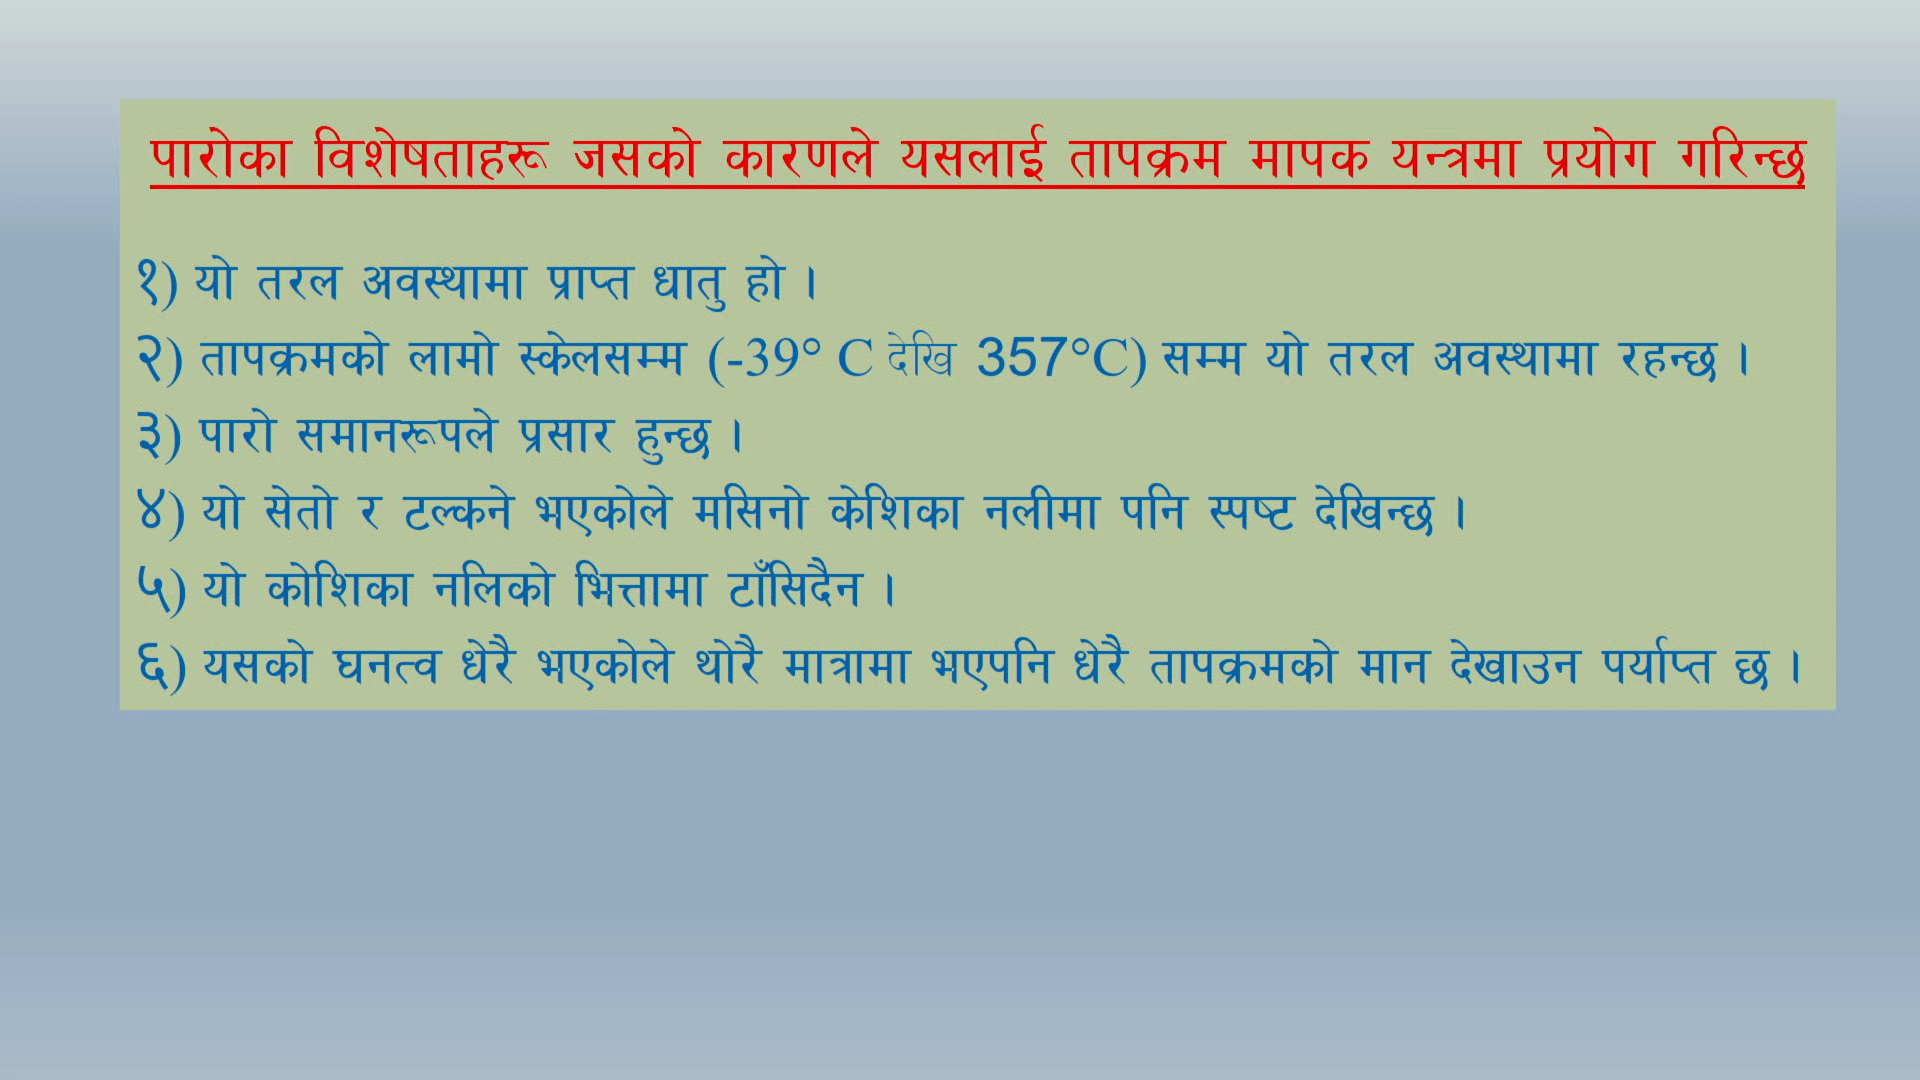 पारोका विशेषताहरू जसको कारणले यसलाई तापक्रम मापक यन्त्रमा प्रयोग गरिन्छ
१) यो तरल अवस्थामा प्राप्त धातु हो ।
२) तापक्रमको लामो स्केलसम्म (-39° C देखि 357°C) सम्म यो तरल अवस्थामा रहन्छ ।
३) पारो समानरूपले प्रसार हुन्छ ।
४) यो सेतो र टल्कने भएकोले मसिनो केशिका नलीमा पनि स्पष्ट देखिन्छ ।
५) यो कोशिका नलिको भित्तामा टाँसिदैन ।
६) यसको घनत्व धेरै भएकोले थोरै मात्रामा भएपनि धेरै तापक्रमको मान देखाउन पर्याप्त छ ।